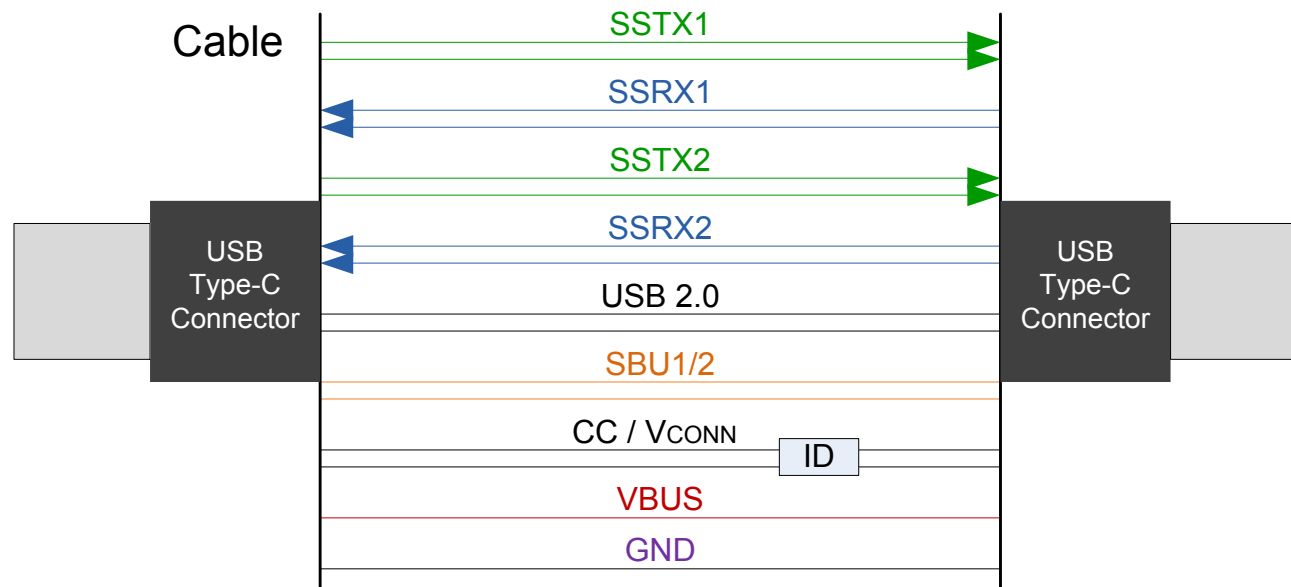 Cable
SSTX1
SSRX1
SSTX2
SSRX2
USB
Type-C
Connector
USB
Type-C
Connector
USB 2.0
SBU1/2
CC / VCONN
ID
VBUS
GND